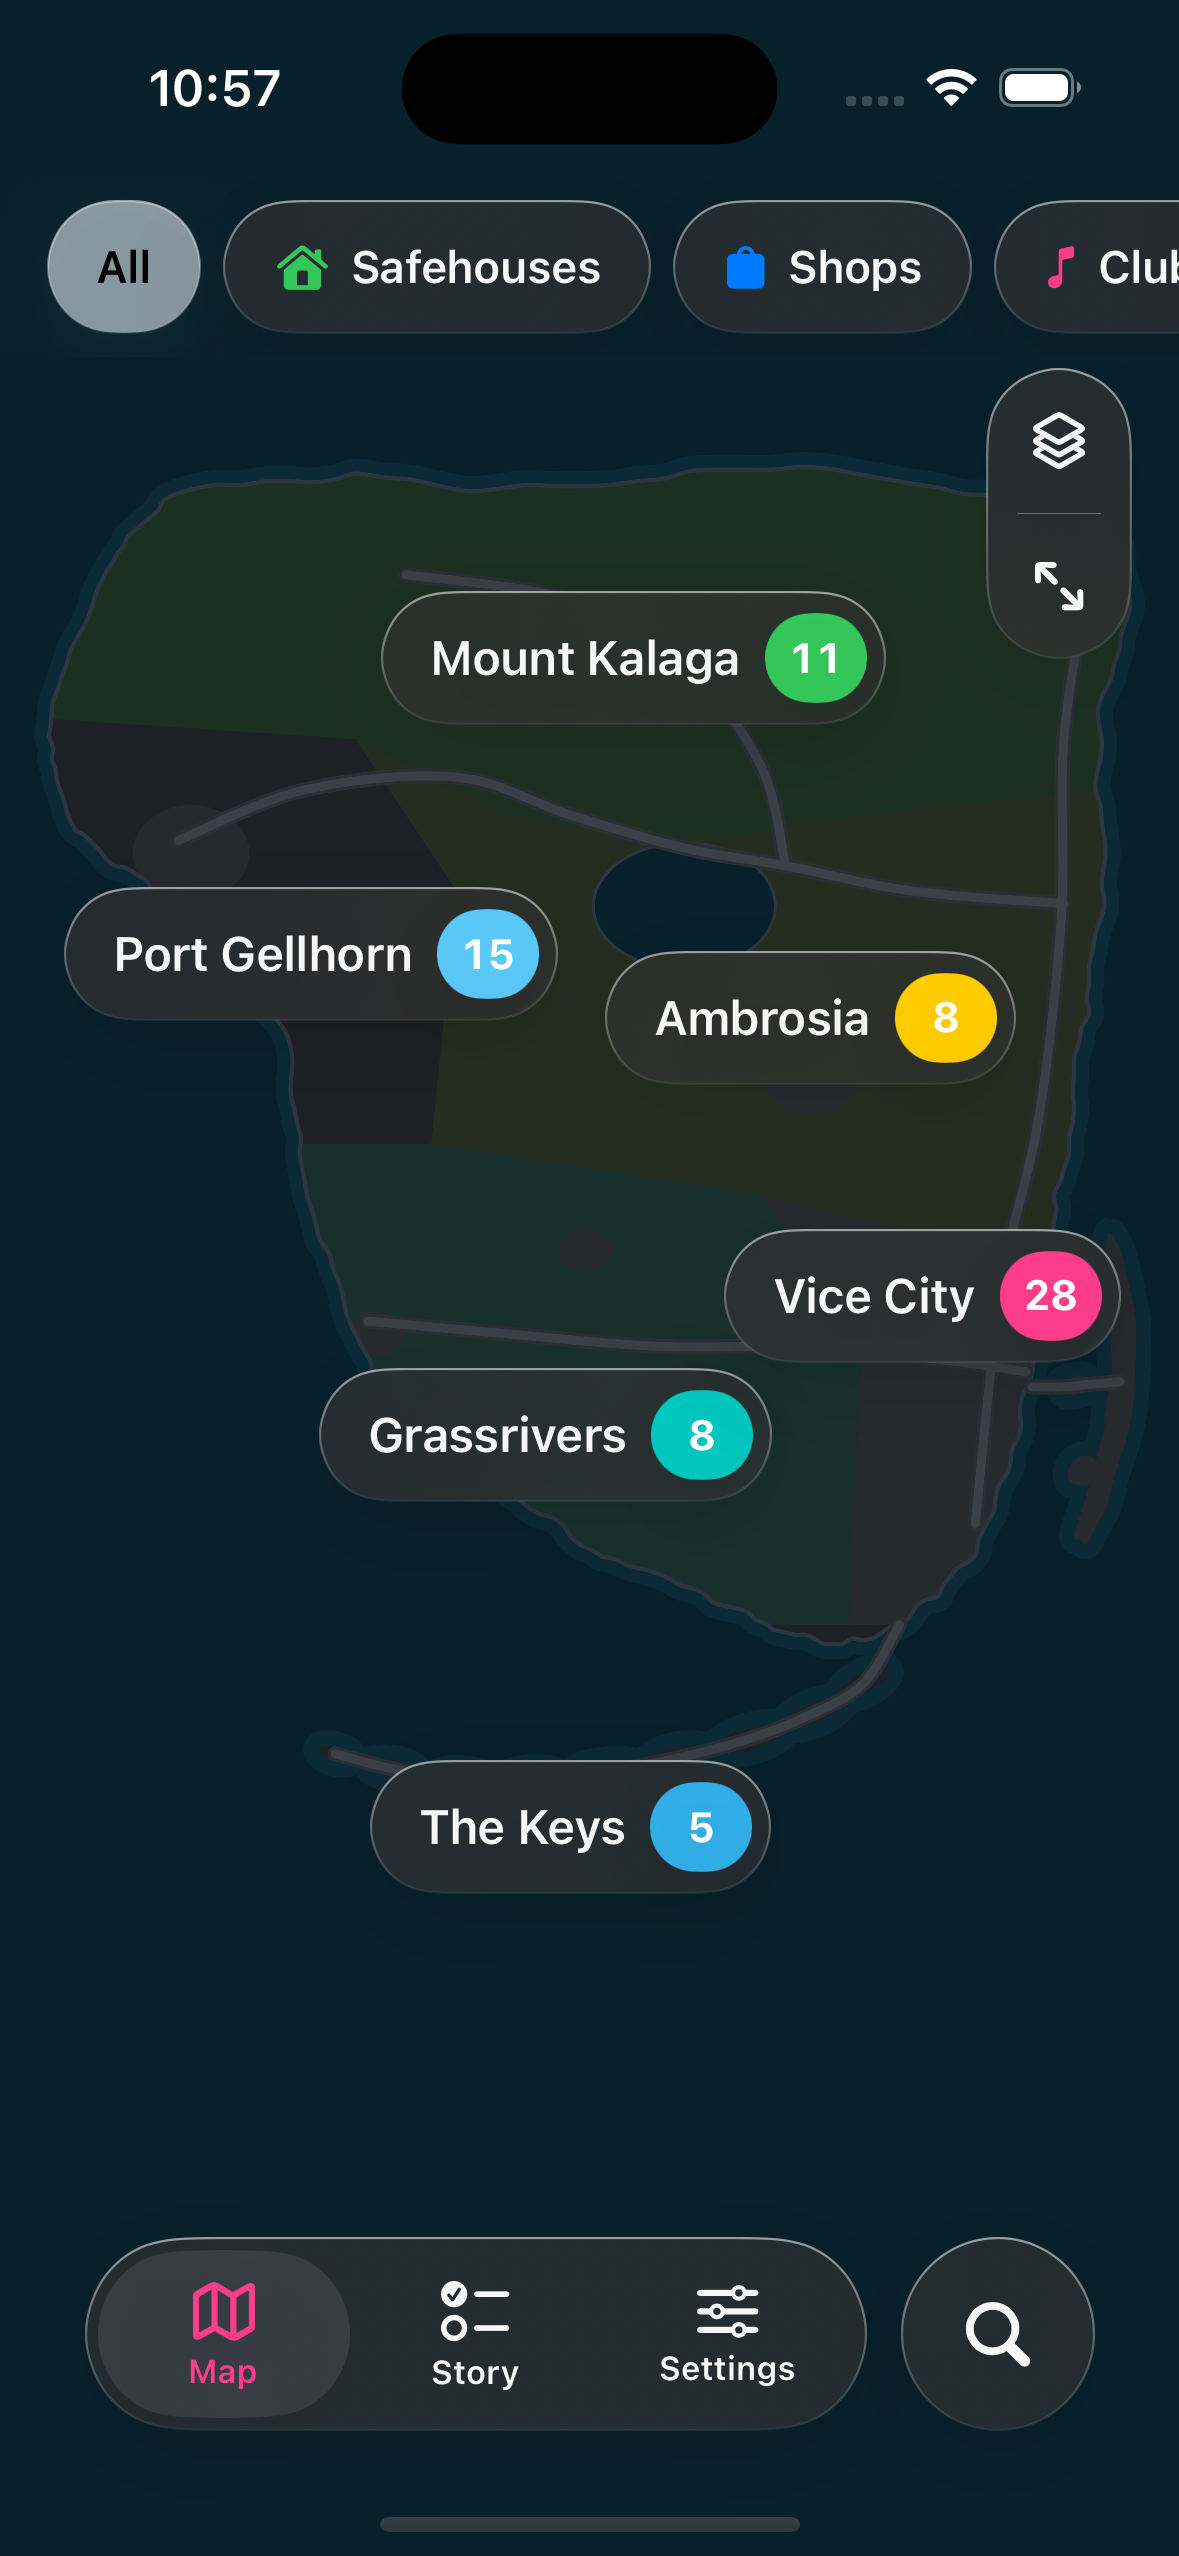 10:57
All
Safehouses
Shops
Club
Mount Kalaga 11
Port Gellhorn 15
Ambrosia 8
Vice City 28
Grassrivers 8
The Keys 5
Map
Story
Settings